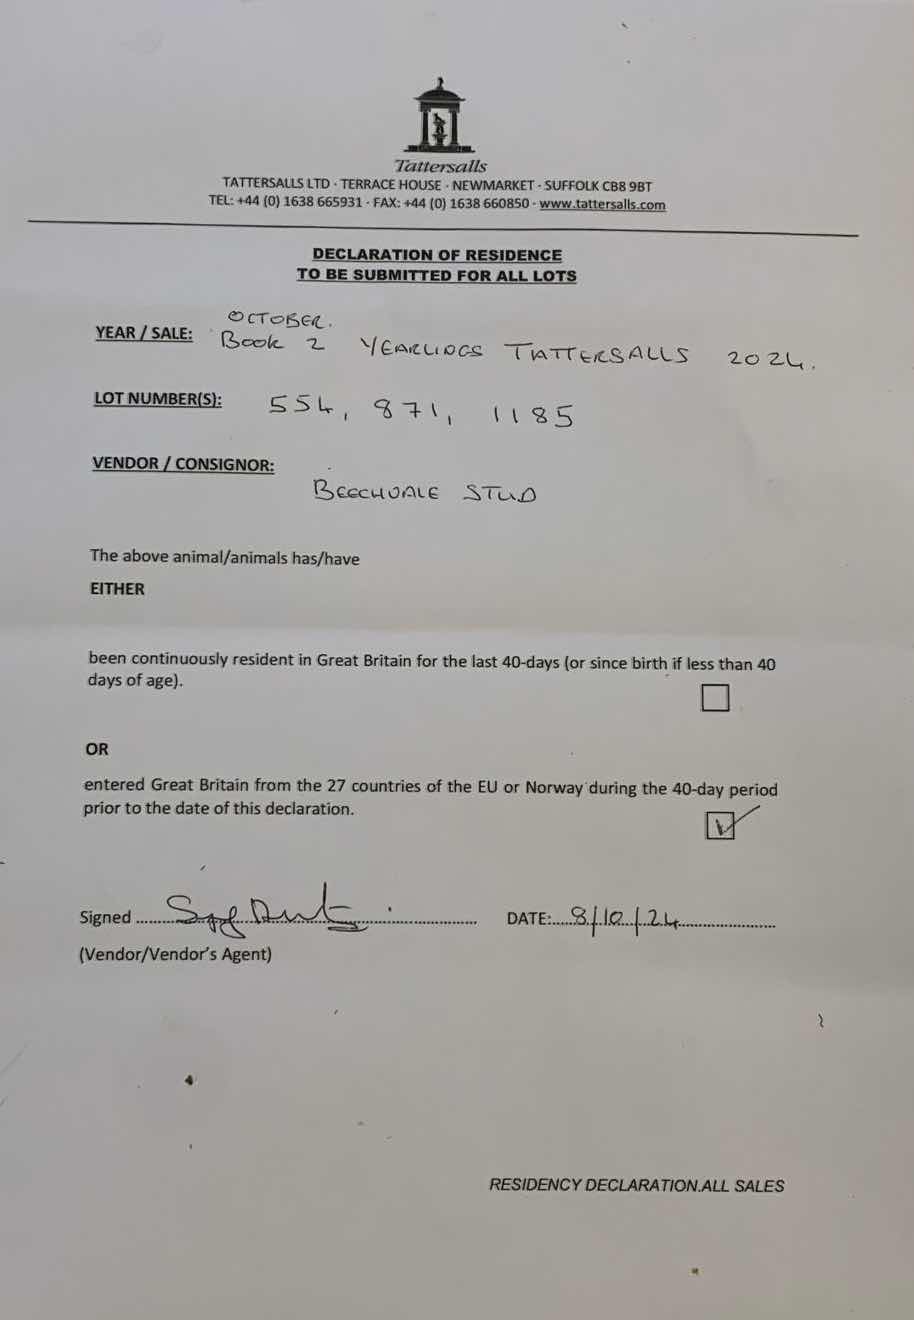 Tattersalls
TATTERSALLS LTD · TERRACE HOUSE · NEWMARKET · SUFFOLK CB8 9BT
TEL: +44 (0) 1638 665931 · FAX: +44 (0) 1638 660850 · www.tattersalls.com
DECLARATION OF RESIDENCE
TO BE SUBMITTED FOR ALL LOTS
OCTOBER.
YEAR / SALE: BOOK 2 YEARLINGS TATTERSALLS 2024.
LOT NUMBER(S): 554, 871, 1185
VENDOR / CONSIGNOR:
BEECHVALE STUD
The above animal/animals has/have
EITHER
been continuously resident in Great Britain for the last 40-days (or since birth if less than 40
days of age).
OR
entered Great Britain from the 27 countries of the EU or Norway during the 40-day period
prior to the date of this declaration.
Signed DATE: 8/10/24
(Vendor/Vendor's Agent)
RESIDENCY DECLARATION.ALL SALES